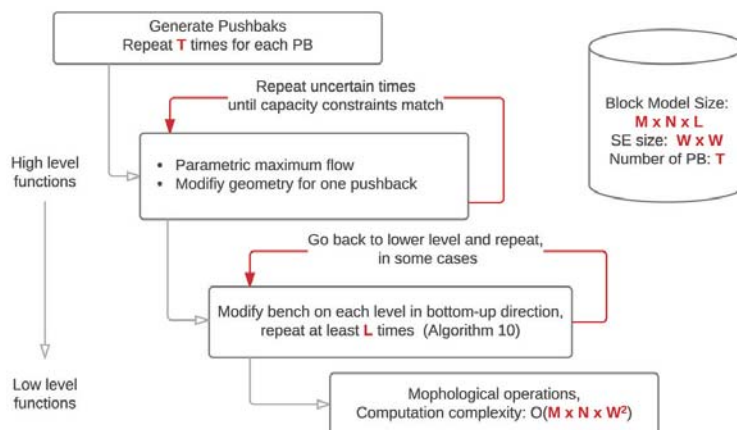 Generate Pushbaks
Repeat T times for each PB
Repeat uncertain times
until capacity constraints match
Block Model Size:
M x N x L
SE size: W x W
Number of PB: T
High level
functions
• Parametric maximum flow
• Modifiy geometry for one pushback
Go back to lower level and repeat,
in some cases
Modify bench on each level in bottom-up direction,
repeat at least L times (Algorithm 10)
Low level
functions
Mophological operations,
Computation complexity: O(M x N x W²)